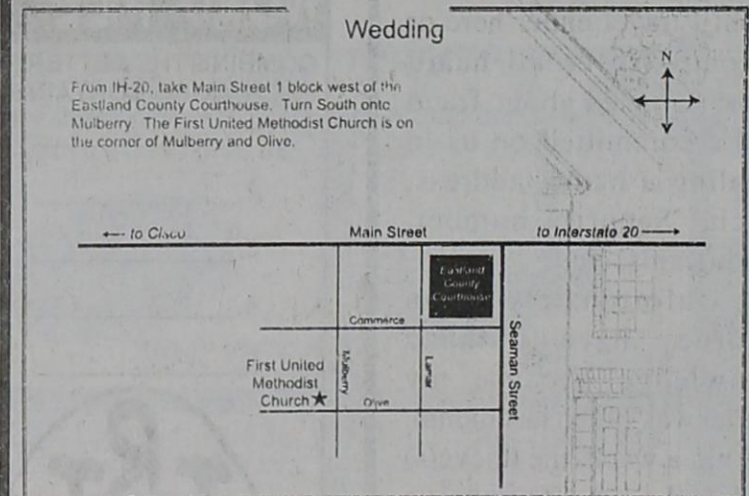 Wedding
N
From IH-20, take Main Street 1 block west of the
Eastland County Courthouse. Turn South onto
Mulberry. The First United Methodist Church is on
the corner of Mulberry and Olive.
to Cisco
Main Street
to Interstate 20
Eastland
County
Courthouse
Commerce
Seaman Street
Mulberry
Lamar
First United
Methodist
Church
Olive